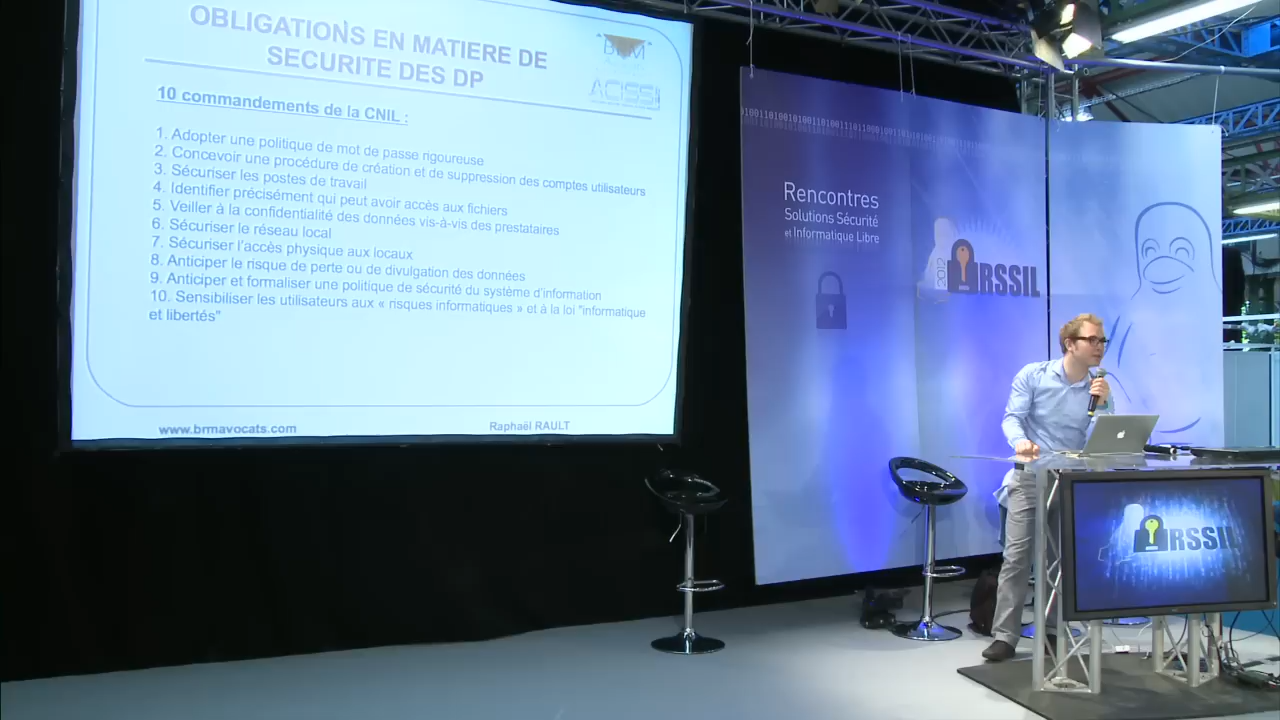 OBLIGATIONS EN MATIERE DE
SECURITE DES DP
ACISSI
10 commandements de la CNIL :
1. Adopter une politique de mot de passe rigoureuse
2. Concevoir une procédure de création et de suppression des comptes utilisateurs
3. Sécuriser les postes de travail
4. Identifier précisément qui peut avoir accès aux fichiers
5. Veiller à la confidentialité des données vis-à-vis des prestataires
6. Sécuriser le réseau local
7. Sécuriser l'accès physique aux locaux
8. Anticiper le risque de perte ou de divulgation des données
9. Anticiper et formaliser une politique de sécurité du système d'information
10. Sensibiliser les utilisateurs aux « risques informatiques » et à la loi "informatique
et libertés"
www.brmavocats.com
Raphaël RAULT
Rencontres
Solutions Sécurité
et Informatique Libre
RSSIL
RSSIL